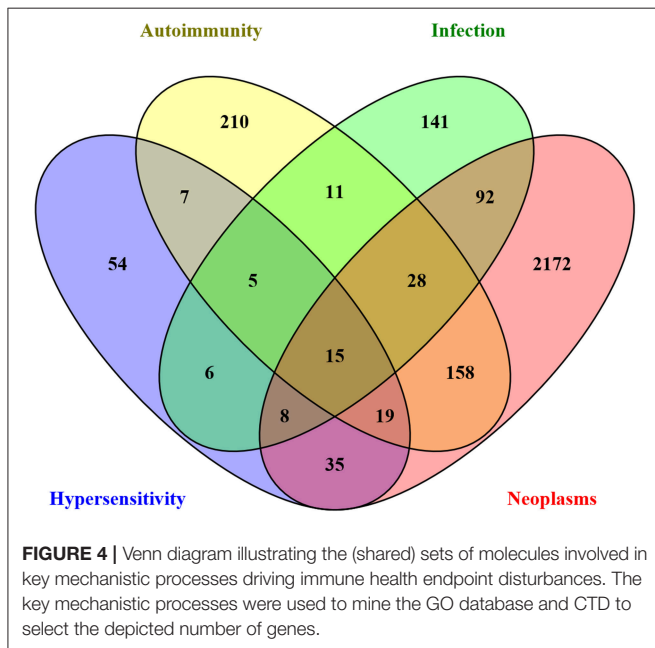 Autoimmunity Infection
210 141
7 11 92
54 5 28 2172
15
6 158
8 19
35
Hypersensitivity Neoplasms
FIGURE 4 | Venn diagram illustrating the (shared) sets of molecules involved in
key mechanistic processes driving immune health endpoint disturbances. The
key mechanistic processes were used to mine the GO database and CTD to
select the depicted number of genes.